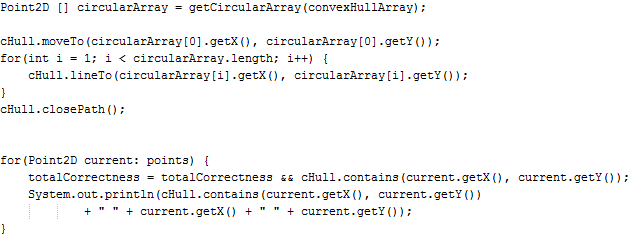 Point2D [] circularArray = getCircularArray(convexHullArray);
cHull.moveTo(circularArray[0].getX(), circularArray[0].getY());
for(int i = 1; i < circularArray.length; i++) {
cHull.lineTo(circularArray[i].getX(), circularArray[i].getY());
}
cHull.closePath();
for(Point2D current: points) {
totalCorrectness = totalCorrectness && cHull.contains(current.getX(), current.getY());
System.out.println(cHull.contains(current.getX(), current.getY())
+ " " + current.getX() + " " + current.getY());
}